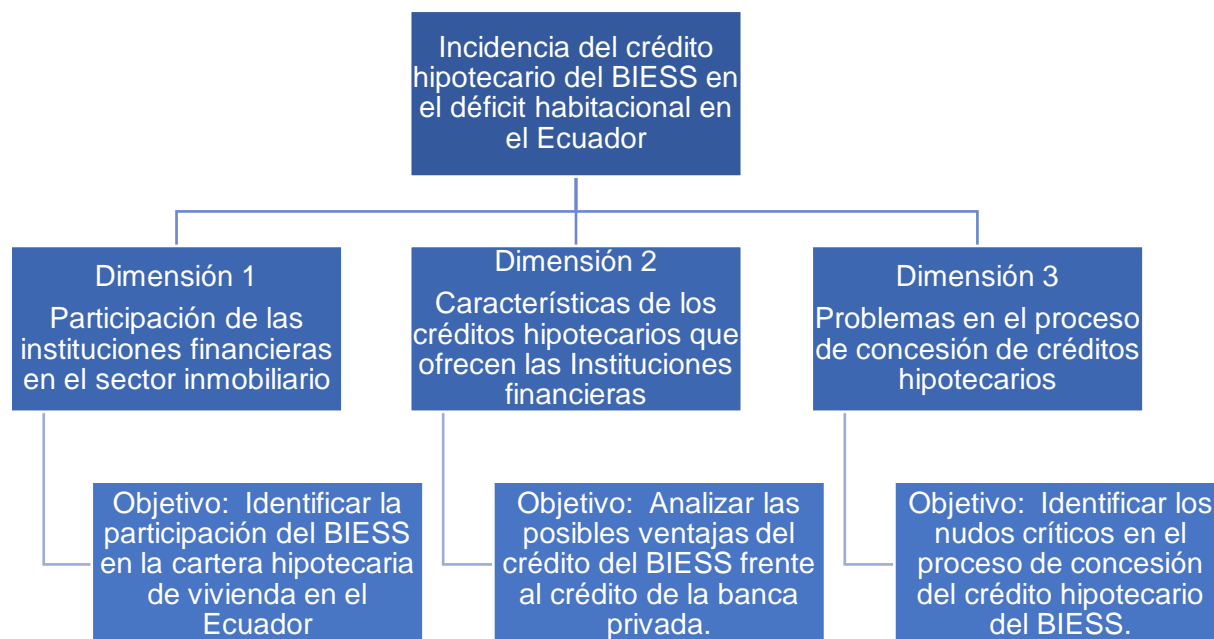 Incidencia del crédito
hipotecario del BIESS en
el déficit habitacional en
el Ecuador
Dimensión 1
Participación de las
instituciones financieras
en el sector inmobiliario
Dimensión 2
Características de los
créditos hipotecarios que
ofrecen las Instituciones
financieras
Dimensión 3
Problemas en el proceso
de concesión de créditos
hipotecarios
Objetivo:  Identificar la
participación del BIESS
en la cartera hipotecaria
de vivienda en el
Ecuador
Objetivo:  Analizar las
posibles ventajas del
crédito del BIESS frente
al crédito de la banca
privada.
Objetivo:  Identificar los
nudos críticos en el
proceso de concesión
del crédito hipotecario
del BIESS.